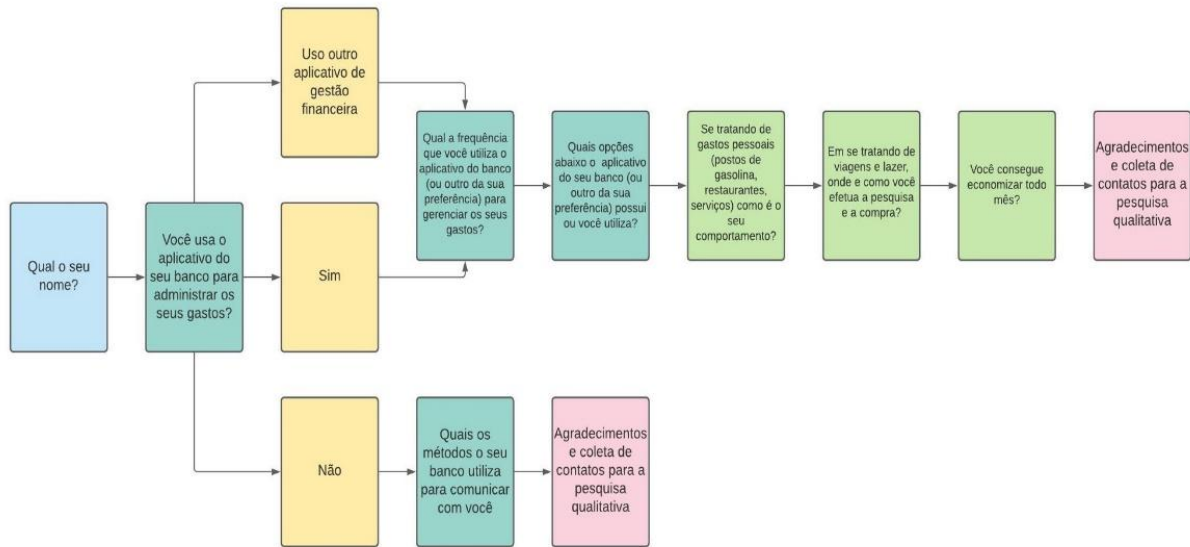 Qual o seu
nome?
Você usa o
aplicativo do
seu banco para
administrar os
seus gastos?
Uso outro
aplicativo de
gestão
financeira
Sim
Qual a frequência
que você utiliza o
aplicativo do banco
(ou outro da sua
preferência) para
gerenciar os seus
gastos?
Quais opções
abaixo o aplicativo
do seu banco (ou
outro da sua
preferência) possui
ou você utiliza?
Se tratando de
gastos pessoais
(postos de
gasolina,
restaurantes,
serviços) como é o
seu
comportamento?
Em se tratando de
viagens e lazer,
onde e como você
efetua a pesquisa
e a compra?
Você consegue
economizar todo
mês?
Agradecimentos
e coleta de
contatos para a
pesquisa
qualitativa
Não
Quais os
métodos o seu
banco utiliza
para comunicar
com você
Agradecimentos
e coleta de
contatos para a
pesquisa
qualitativa